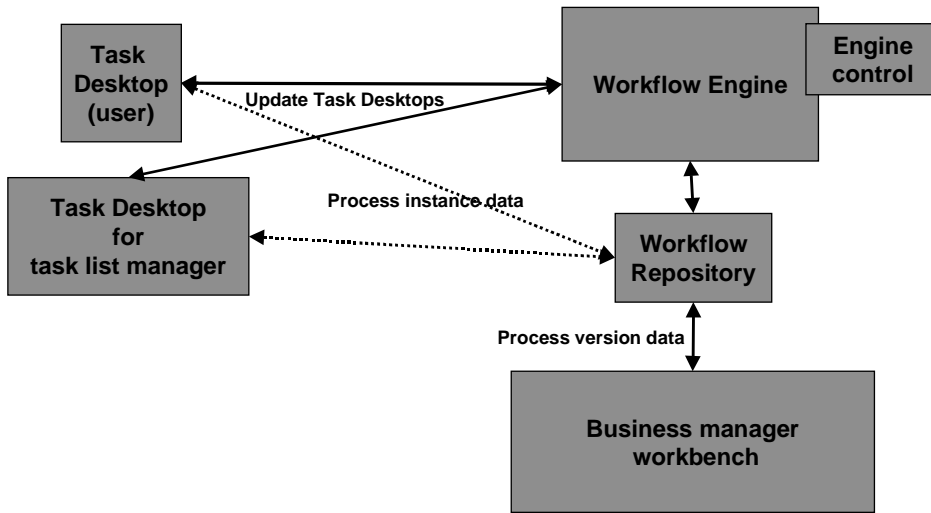 Task
Desktop
(user)
Workflow Engine
Engine
control
Update Task Desktops
Task Desktop
for
task list manager
Process instance data
Workflow
Repository
Process version data
Business manager
workbench